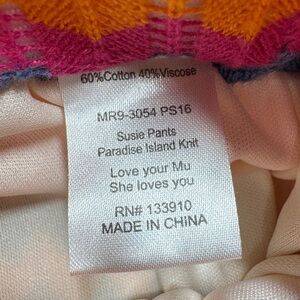 60%Cotton 40%Viscose
MR9-3054 PS16
Susie Pants
Paradise Island Knit
Love your Mu
She loves you
RN# 133910
MADE IN CHINA